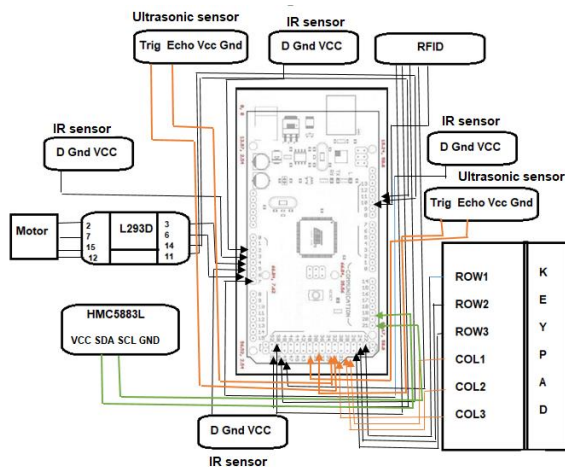 Ultrasonic sensor
Trig Echo Vcc Gnd
IR sensor
D Gnd VCC
RFID
IR sensor
D Gnd VCC
IR sensor
D Gnd VCC
Ultrasonic sensor
Trig Echo Vcc Gnd
Motor
2
7
15
12
L293D
3
6
14
11
HMC5883L
VCC SDA SCL GND
COMMUNICATION
ROW1
ROW2
ROW3
COL1
COL2
COL3
K
E
Y
P
A
D
D Gnd VCC
IR sensor